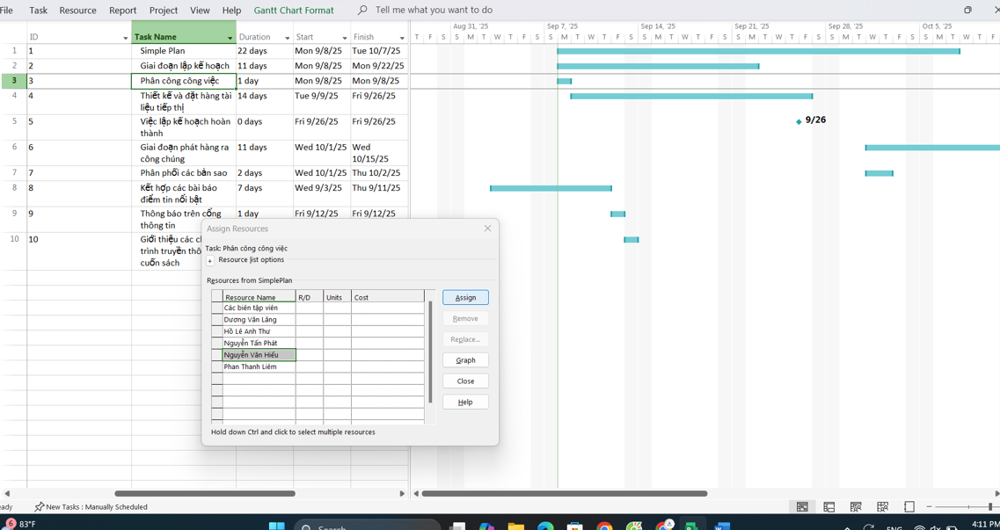 File Task Resource Report Project View Help Gantt Chart Format Tell me what you want to do
ID Task Name Duration Start Finish
Aug 31, '25 Sep 7, '25 Sep 14, '25 Sep 21, '25 Sep 28, '25 Oct 5, '25
T F S S M T W T F S S M T W T F S S M T W T F S S M T W T F S S M T W T F S S M T W T F
1 1 Simple Plan 22 days Mon 9/8/25 Tue 10/7/25
2 2 Giai đoạn lập kế hoạch 11 days Mon 9/8/25 Mon 9/22/25
3 3 Phân công công việc 1 day Mon 9/8/25 Mon 9/8/25
4 4 Thiết kế và đặt hàng tài 14 days Tue 9/9/25 Fri 9/26/25
liệu tiếp thị
5 5 Việc lập kế hoạch hoàn 0 days Fri 9/26/25 Fri 9/26/25 9/26
thành
6 6 Giai đoạn phát hàng ra 11 days Wed 10/1/25 Wed
công chúng 10/15/25
7 7 Phân phối các bản sao 2 days Wed 10/1/25 Thu 10/2/25
8 8 Kết hợp các bài báo 7 days Wed 9/3/25 Thu 9/11/25
điểm tin nổi bật
9 9 Thông báo trên cổng 1 day Fri 9/12/25 Fri 9/12/25
thông tin
10 10 Giới thiệu các
trình truyền
cuốn sách
Assign Resources
Task: Phân công công việc
+ Resource list options
Resources from SimplePlan
Resource Name R/D Units Cost
Các biên tập viên
Dương Văn Lăng
Hồ Lê Anh Thư
Nguyễn Tấn Phát
Nguyễn Văn Hiếu
Phan Thanh Liêm
Assign
Remove
Replace...
Graph
Close
Help
Hold down Ctrl and click to select multiple resources
New Tasks : Manually Scheduled
6 83°F Search ENG 4:11 PM